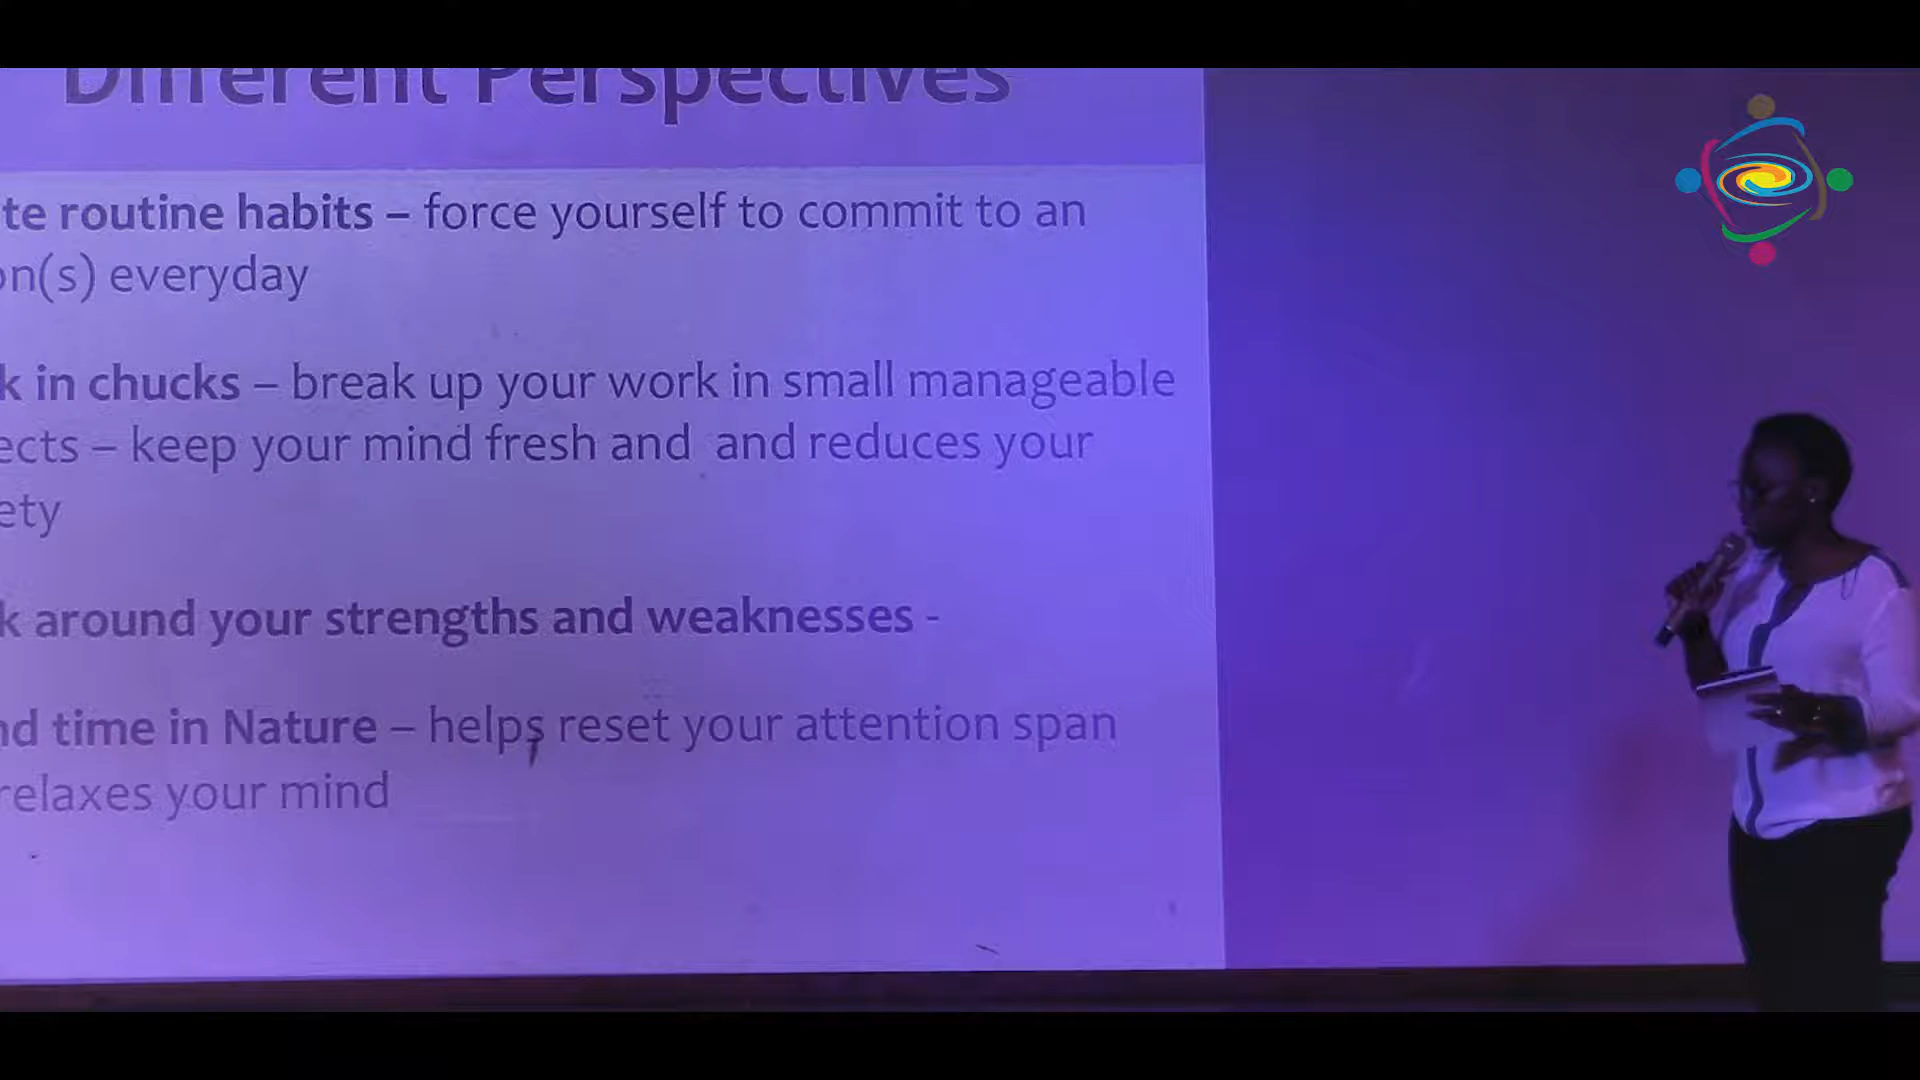 Different Perspectives
te routine habits – force yourself to commit to an
on(s) everyday
k in chucks – break up your work in small manageable
ects – keep your mind fresh and and reduces your
ety
k around your strengths and weaknesses -
nd time in Nature – helps reset your attention span
relaxes your mind